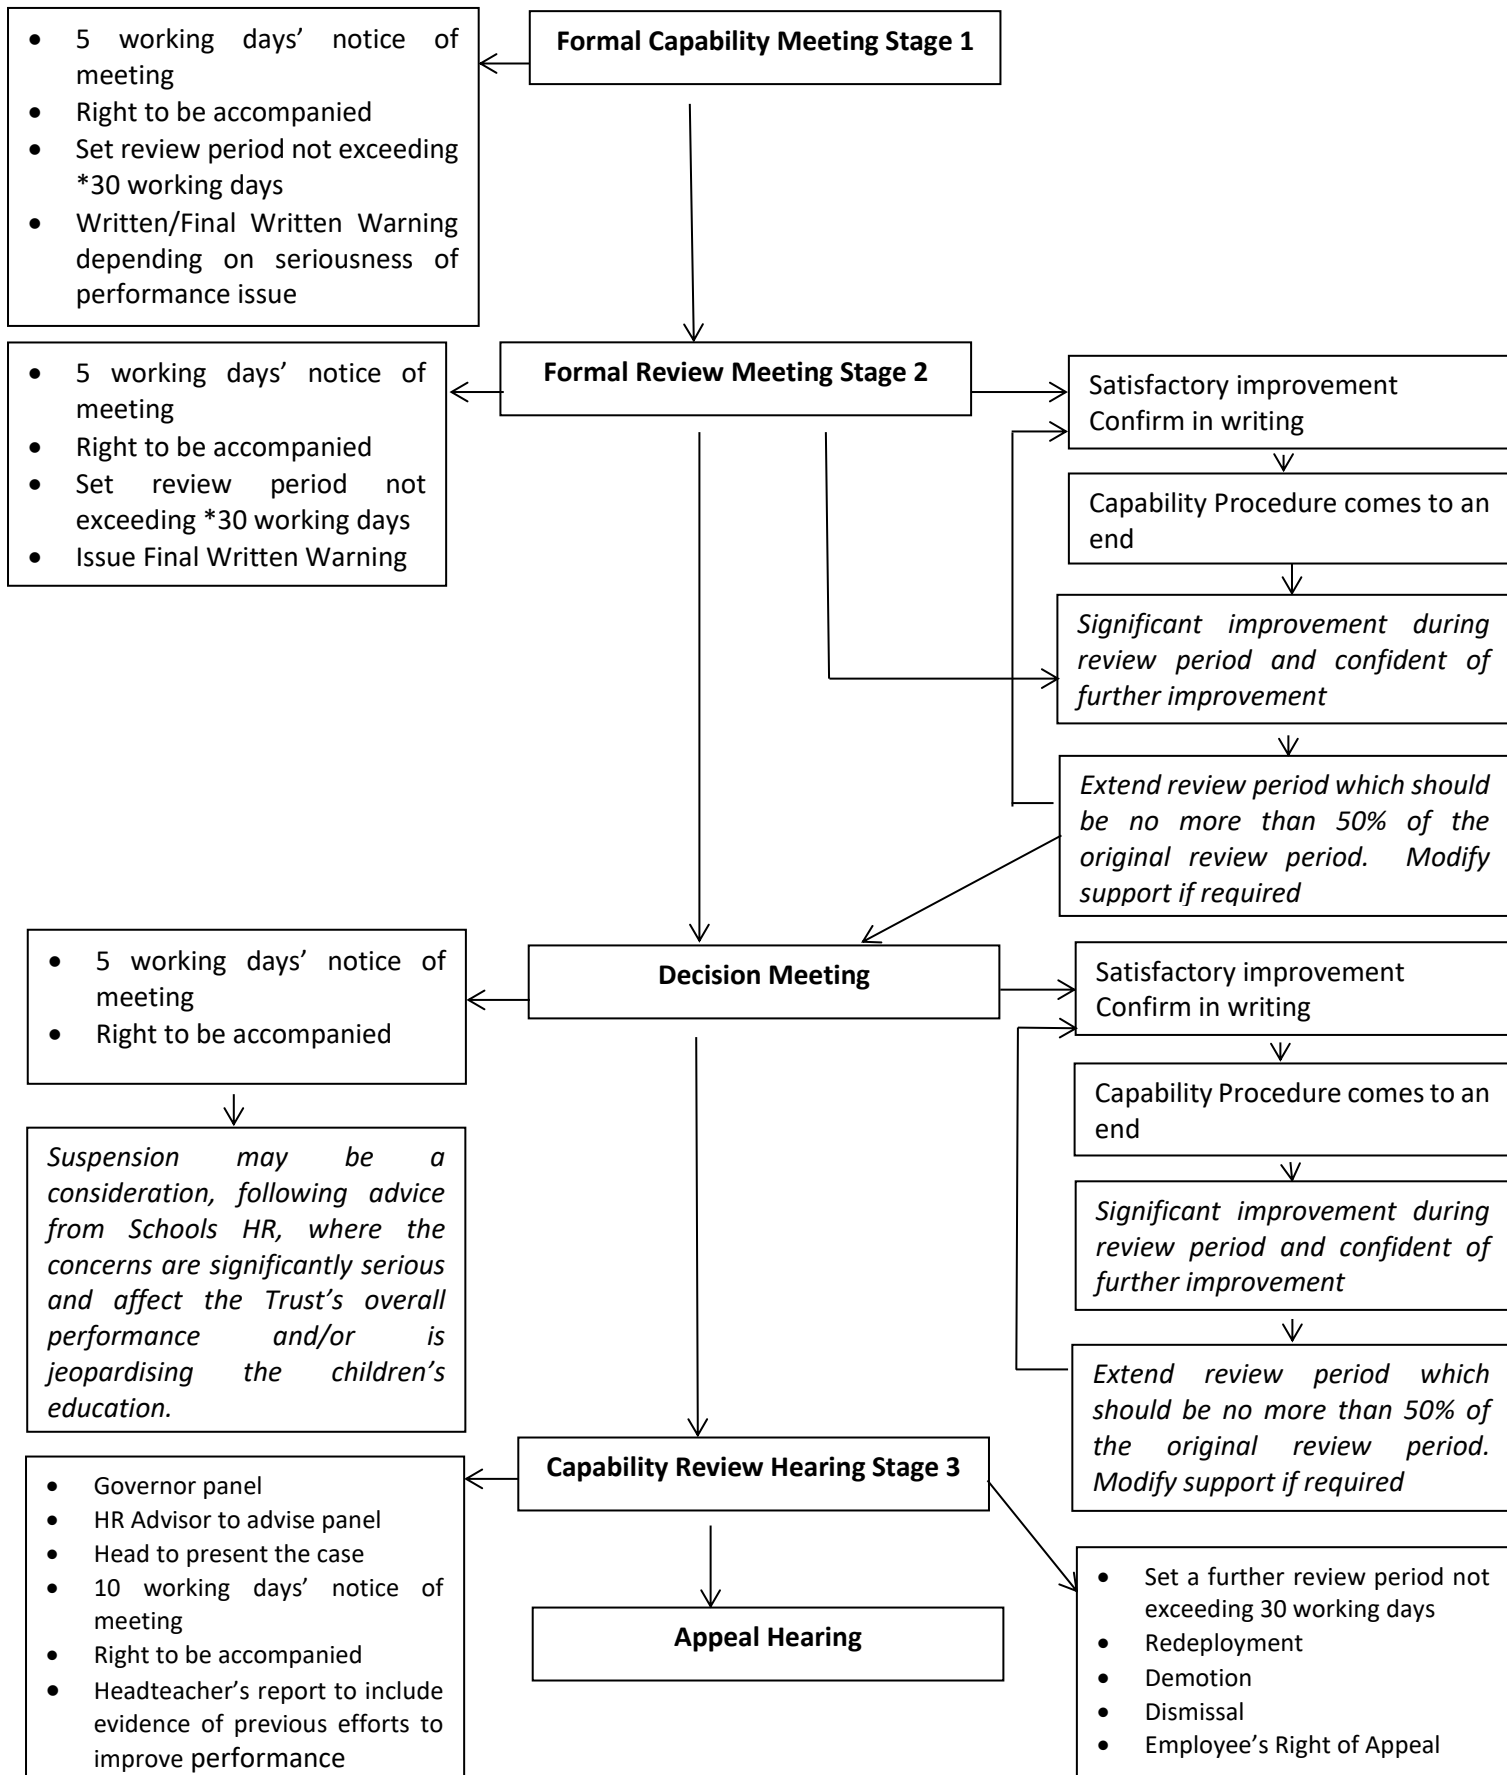 • 5 working days’ notice of
meeting
• Right to be accompanied
• Set review period not exceeding
*30 working days
• Written/Final Written Warning
depending on seriousness of
performance issue
Formal Capability Meeting Stage 1
• 5 working days’ notice of
meeting
• Right to be accompanied
• Set review period not
exceeding *30 working days
• Issue Final Written Warning
Formal Review Meeting Stage 2
Satisfactory improvement
Confirm in writing
Capability Procedure comes to an
end
Significant improvement during
review period and confident of
further improvement
Extend review period which should
be no more than 50% of the
original review period. Modify
support if required
• 5 working days’ notice of
meeting
• Right to be accompanied
Decision Meeting
Satisfactory improvement
Confirm in writing
Capability Procedure comes to an
end
Significant improvement during
review period and confident of
further improvement
Extend review period which
should be no more than 50% of
the original review period.
Modify support if required
Suspension may be a
consideration, following advice
from Schools HR, where the
concerns are significantly serious
and affect the Trust’s overall
performance and/or is
jeopardising the children’s
education.
Capability Review Hearing Stage 3
• Governor panel
• HR Advisor to advise panel
• Head to present the case
• 10 working days’ notice of
meeting
• Right to be accompanied
• Headteacher’s report to include
evidence of previous efforts to
improve performance
Appeal Hearing
• Set a further review period not
exceeding 30 working days
• Redeployment
• Demotion
• Dismissal
• Employee’s Right of Appeal